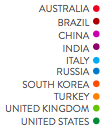 AUSTRALIA
BRAZIL
CHINA
INDIA
ITALY
RUSSIA
SOUTH KOREA
TURKEY
UNITED KINGDOM
UNITED STATES